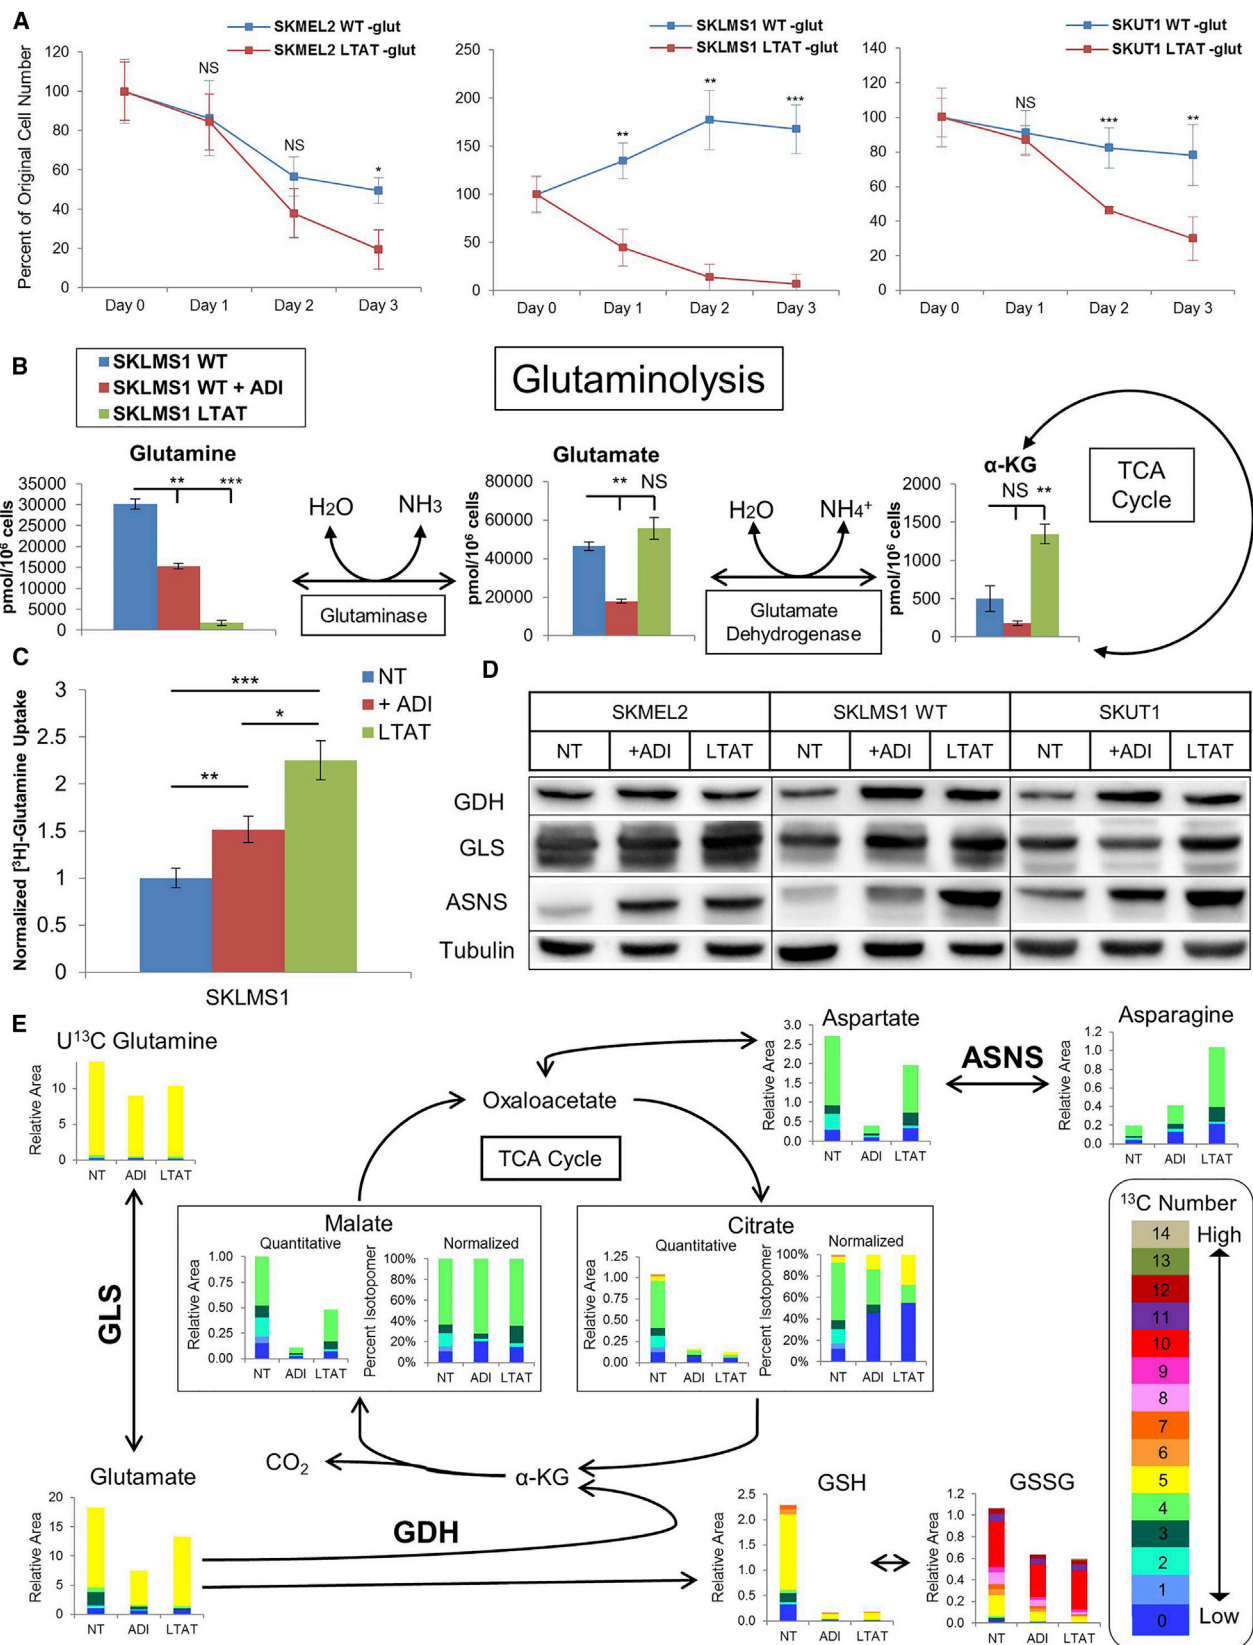 A
SKMEL2 WT -glut
SKMEL2 LTAT -glut
Percent of Original Cell Number
120
100
80
60
40
20
0
NS
NS
*
Day 0 Day 1 Day 2 Day 3
SKLMS1 WT -glut
SKLMS1 LTAT -glut
250
200
150
100
50
0
**
**
***
Day 0 Day 1 Day 2 Day 3
SKUT1 WT -glut
SKUT1 LTAT -glut
140
120
100
80
60
40
20
0
NS
***
**
Day 0 Day 1 Day 2 Day 3
B
SKLMS1 WT
SKLMS1 WT + ADI
SKLMS1 LTAT
Glutaminolysis
Glutamine
pmol/10⁶ cells
35000
30000
25000
20000
15000
10000
5000
0
** ***
H₂O NH₃
Glutaminase
Glutamate
pmol/10⁶ cells
80000
60000
40000
20000
0
** NS
H₂O NH₄⁺
Glutamate
Dehydrogenase
α-KG
pmol/10⁶ cells
2000
1500
1000
500
0
NS **
TCA
Cycle
C
Normalized [³H]-Glutamine Uptake
3
2.5
2
1.5
1
0.5
0
***
*
**
NT
+ ADI
LTAT
SKLMS1
D
SKMEL2 SKLMS1 WT SKUT1
NT +ADI LTAT NT +ADI LTAT NT +ADI LTAT
GDH
GLS
ASNS
Tubulin
E
U¹³C Glutamine
Relative Area
10
5
0
NT ADI LTAT
GLS
Glutamate
Relative Area
20
15
10
5
0
NT ADI LTAT
GDH
Oxaloacetate
TCA Cycle
Aspartate
Relative Area
3.0
2.5
2.0
1.5
1.0
0.5
0.0
NT ADI LTAT
ASNS
Asparagine
Relative Area
1.2
1.0
0.8
0.6
0.4
0.2
0.0
NT ADI LTAT
Malate
Quantitative
Relative Area
1.00
0.75
0.50
0.25
0.00
NT ADI LTAT
Normalized
Percent Isotopomer
100%
80%
60%
40%
20%
0%
NT ADI LTAT
Citrate
Quantitative
Relative Area
1.25
1.00
0.75
0.50
0.25
0.00
NT ADI LTAT
Normalized
Percent Isotopomer
100%
80%
60%
40%
20%
0%
NT ADI LTAT
CO₂
α-KG
GSH
Relative Area
2.5
2.0
1.5
1.0
0.5
0.0
NT ADI LTAT
GSSG
Relative Area
1.2
1.0
0.8
0.6
0.4
0.2
0.0
NT ADI LTAT
¹³C Number
14 High
13
12
11
10
9
8
7
6
5
4
3
2
1
0 Low